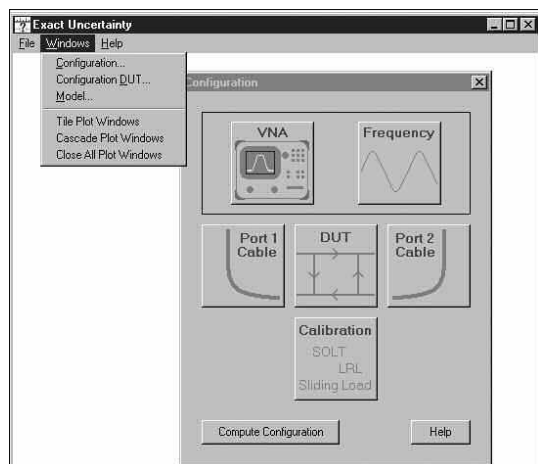 Exact Uncertainty
File Windows Help
Configuration...
Configuration DUT...
Model...
Tile Plot Windows
Cascade Plot Windows
Close All Plot Windows
Configuration
VNA
Frequency
Port 1
Cable
DUT
Port 2
Cable
Calibration
SOLT
LRL
Sliding Load
Compute Configuration
Help